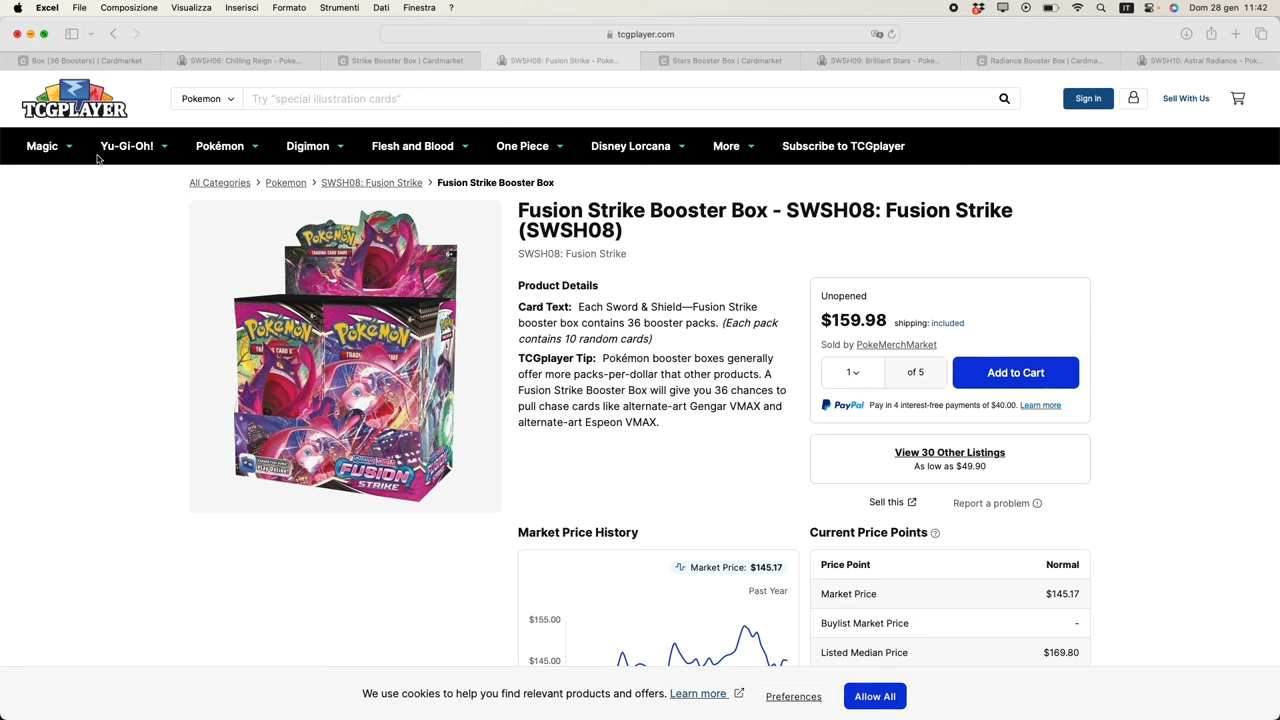 Excel File Composizione Visualizza Inserisci Formato Strumenti Dati Finestra ? IT Dom 28 gen 11:42
tcgplayer.com
Box (36 Boosters) | Cardmarket SWSH06: Chilling Reign - Poke... Strike Booster Box | Cardmarket SWSH08: Fusion Strike - Poke... Stars Booster Box | Cardmarket SWSH09: Brilliant Stars - Poke... Radiance Booster Box | Cardma... SWSH10: Astral Radiance - Pok...
TCGPLAYER Pokemon Try "special illustration cards" Sign In Sell With Us
Magic Yu-Gi-Oh! Pokémon Digimon Flesh and Blood One Piece Disney Lorcana More Subscribe to TCGplayer
All Categories > Pokemon > SWSH08: Fusion Strike > Fusion Strike Booster Box
Fusion Strike Booster Box - SWSH08: Fusion Strike
(SWSH08)
SWSH08: Fusion Strike
Pokémon
TRADING CARD GAME
Pokémon Pokémon
FUSION
STRIKE
Product Details
Card Text: Each Sword & Shield—Fusion Strike
booster box contains 36 booster packs. (Each pack
contains 10 random cards)
TCGplayer Tip: Pokémon booster boxes generally
offer more packs-per-dollar that other products. A
Fusion Strike Booster Box will give you 36 chances to
pull chase cards like alternate-art Gengar VMAX and
alternate-art Espeon VMAX.
Unopened
$159.98 shipping: included
Sold by PokeMerchMarket
1 of 5 Add to Cart
PayPal Pay in 4 interest-free payments of $40.00. Learn more
View 30 Other Listings
As low as $49.90
Sell this Report a problem
Market Price History
Market Price: $145.17
Past Year
$155.00
$145.00
Current Price Points
Price Point Normal
Market Price $145.17
Buylist Market Price -
Listed Median Price $169.80
We use cookies to help you find relevant products and offers. Learn more Preferences Allow All